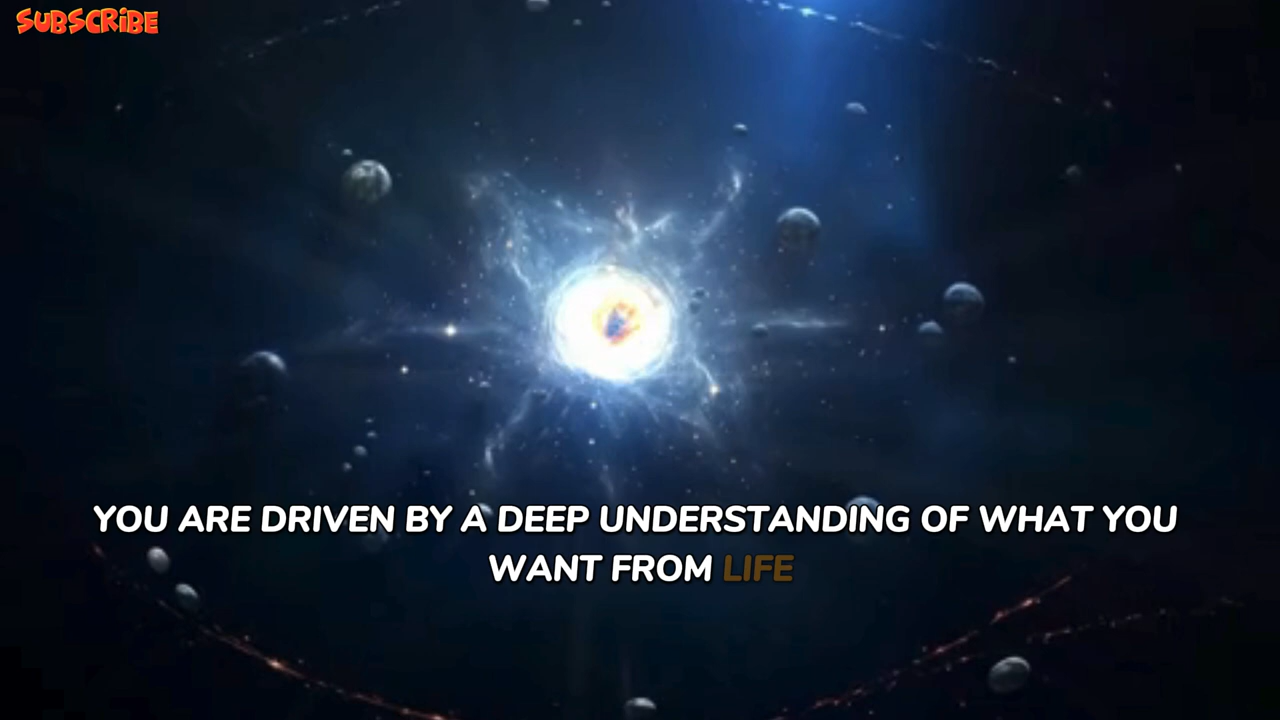 SUBSCRIBE
YOU ARE DRIVEN BY A DEEP UNDERSTANDING OF WHAT YOU
WANT FROM LIFE